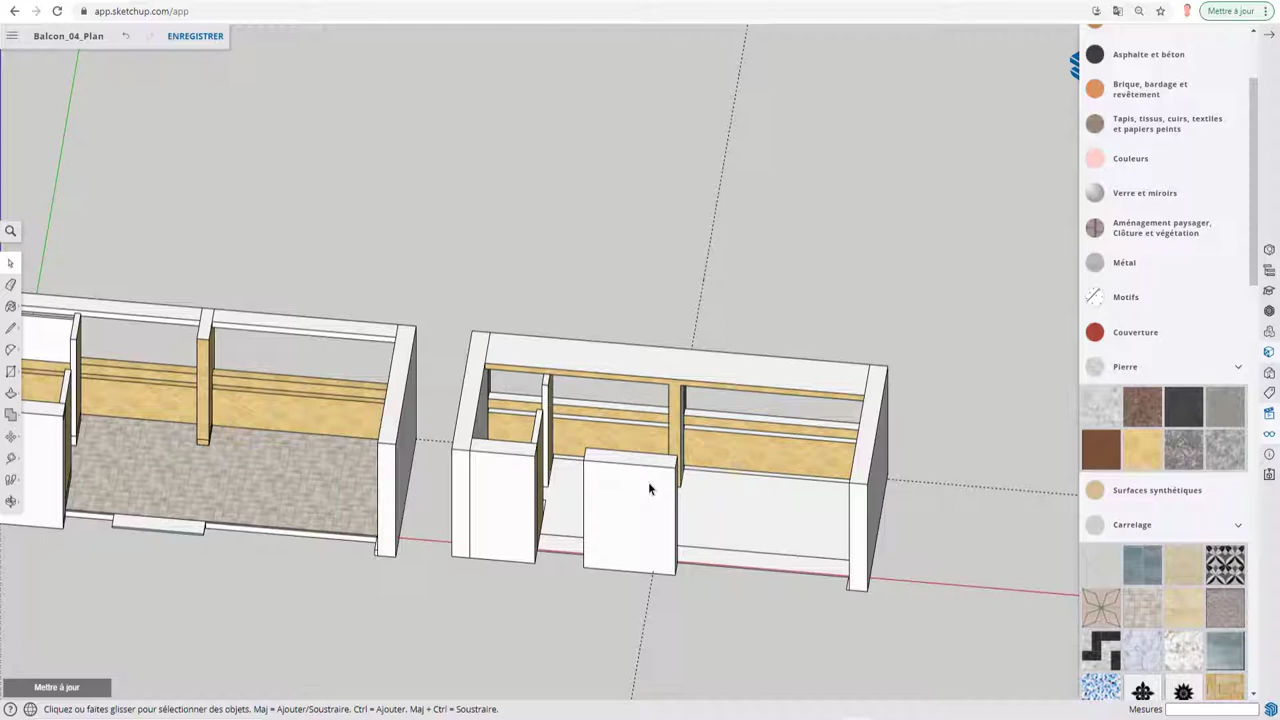 app.sketchup.com/app
Mettre à jour
Balcon_04_Plan
ENREGISTRER
Asphalte et béton
Brique, bardage et
revêtement
Tapis, tissus, cuirs, textiles
et papiers peints
Couleurs
Verre et miroirs
Aménagement paysager,
Clôture et végétation
Métal
Motifs
Couverture
Pierre
Surfaces synthétiques
Carrelage
Mettre à jour
Cliquez ou faites glisser pour sélectionner des objets. Maj = Ajouter/Soustraire. Ctrl = Ajouter. Maj + Ctrl = Soustraire.
Mesures